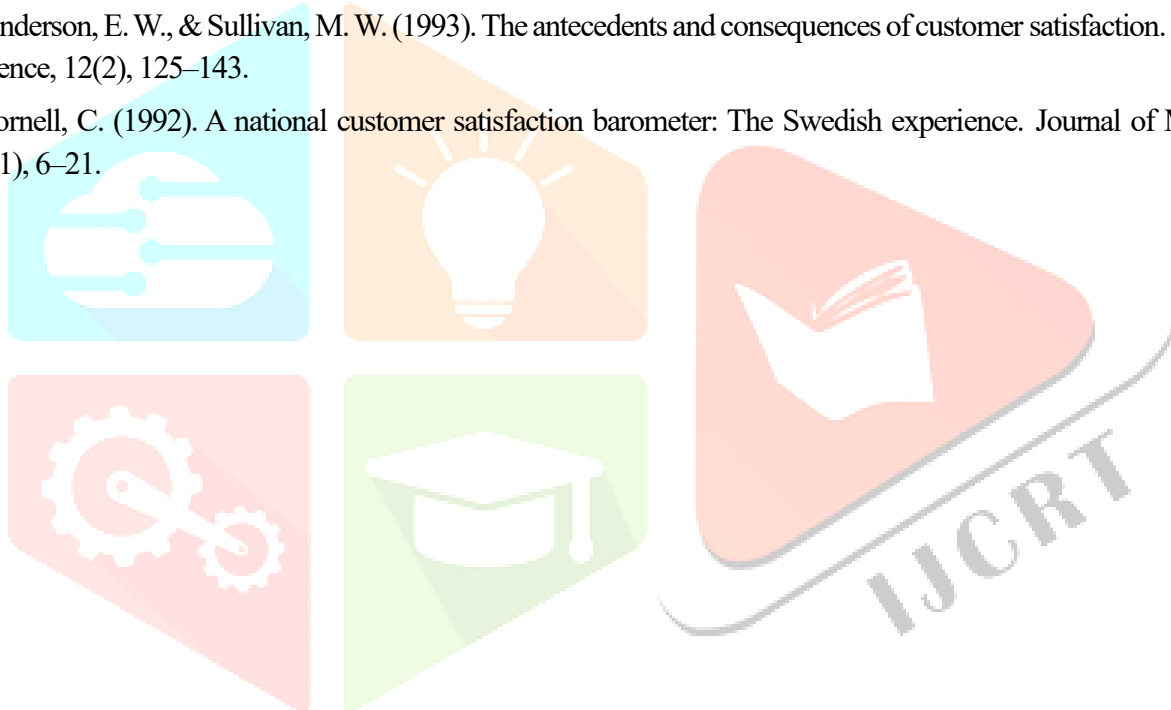 nderson, E. W., & Sullivan, M. W. (1993). The antecedents and consequences of customer satisfaction.
ence, 12(2), 125–143.
ornell, C. (1992). A national customer satisfaction barometer: The Swedish experience. Journal of
1), 6–21.
IJCRT